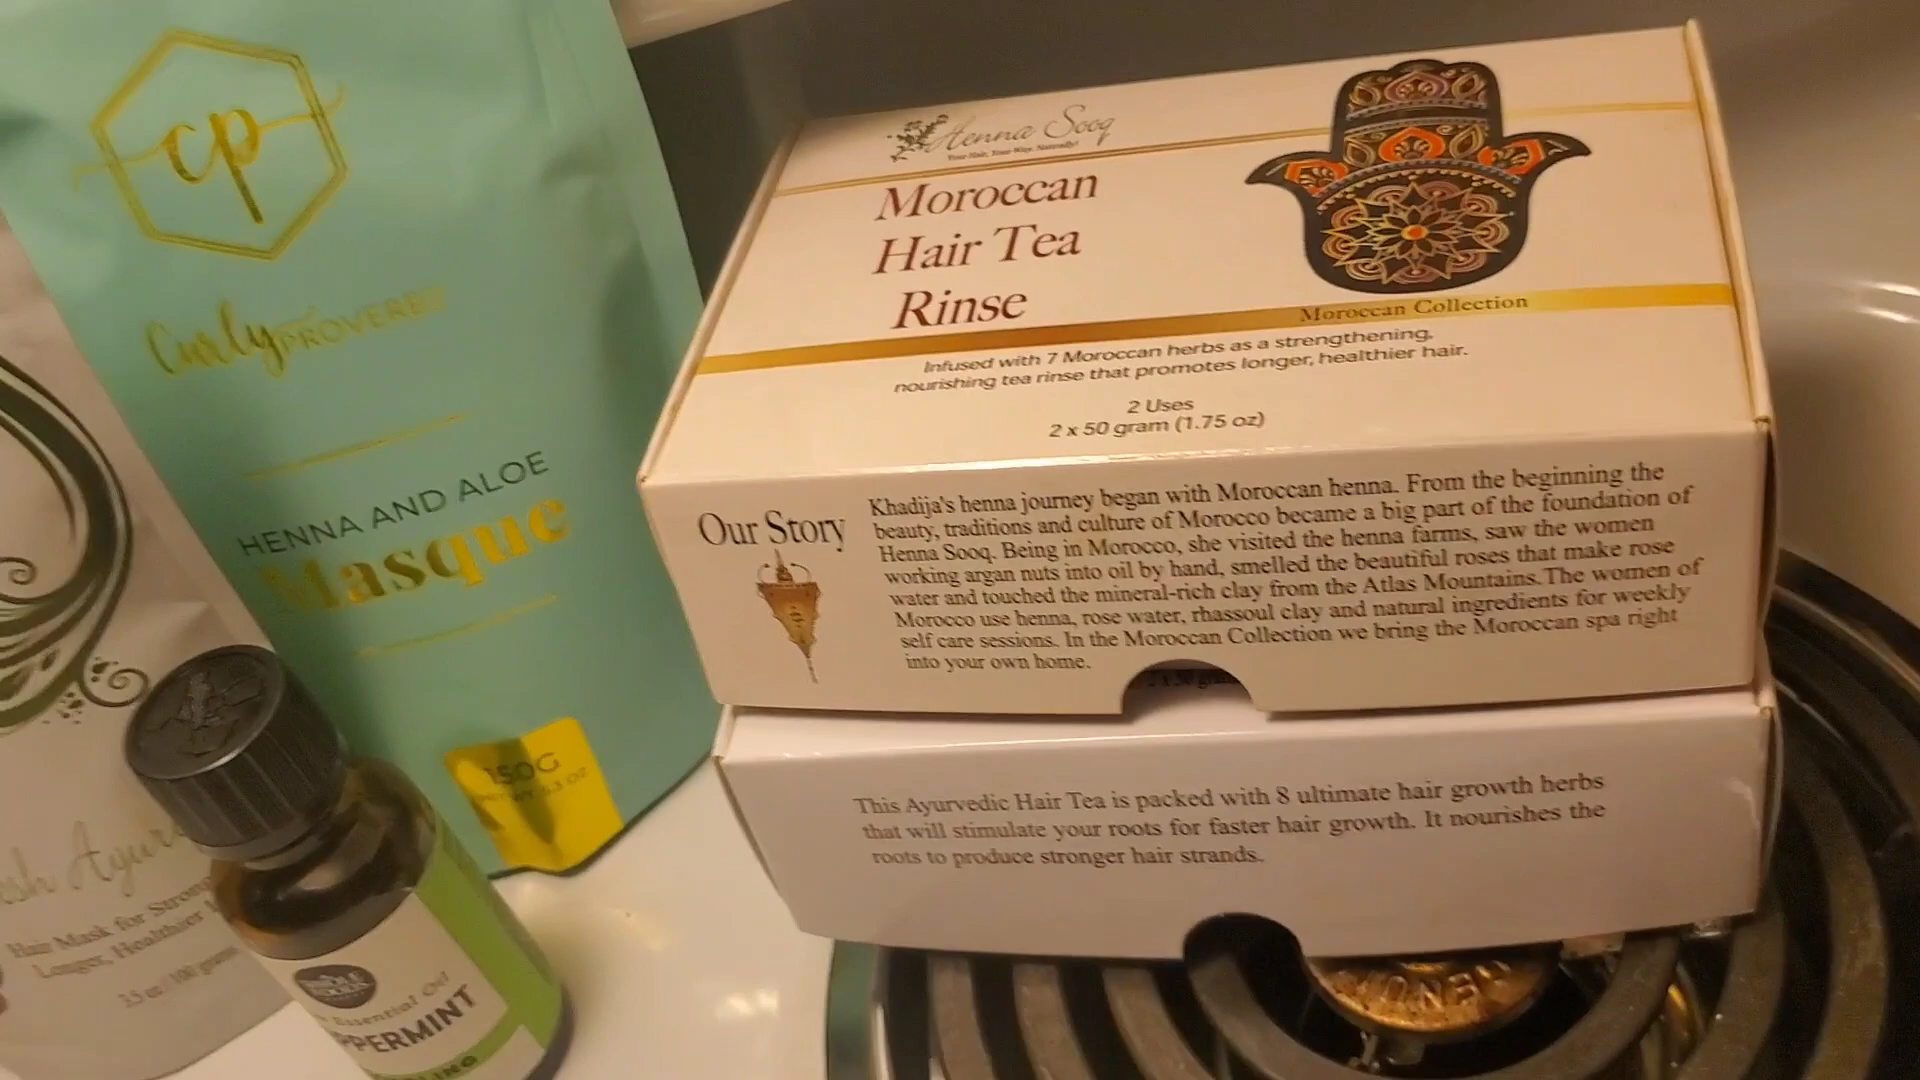 cp
Curly PROVERBZ
HENNA AND ALOE
Masque
150G
Henna Sooq
Your Hair, Your Way, Naturally!
Moroccan
Hair Tea
Rinse
Moroccan Collection
Infused with 7 Moroccan herbs as a strengthening,
nourishing tea rinse that promotes longer, healthier hair.
2 Uses
2 x 50 gram (1.75 oz)
Our Story
Khadija's henna journey began with Moroccan henna. From the beginning the
beauty, traditions and culture of Morocco became a big part of the foundation of
Henna Sooq. Being in Morocco, she visited the henna farms, saw the women
working argan nuts into oil by hand, smelled the beautiful roses that make rose
water and touched the mineral-rich clay from the Atlas Mountains. The women of
Morocco use henna, rose water, rhassoul clay and natural ingredients for weekly
self care sessions. In the Moroccan Collection we bring the Moroccan spa right
into your own home.
This Ayurvedic Hair Tea is packed with 8 ultimate hair growth herbs
that will stimulate your roots for faster hair growth. It nourishes the
roots to produce stronger hair strands.
Hair Mask for
Longer, Healthier
3.5 oz / 100 grams
WHOLE FOODS
Essential Oil
PPERMINT